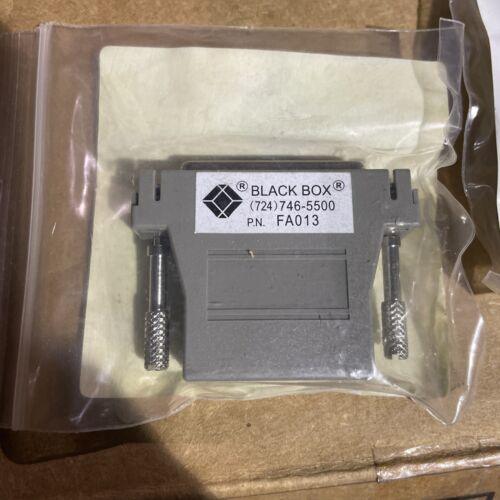 ® BLACK BOX®
(724) 746-5500
P.N. FA013